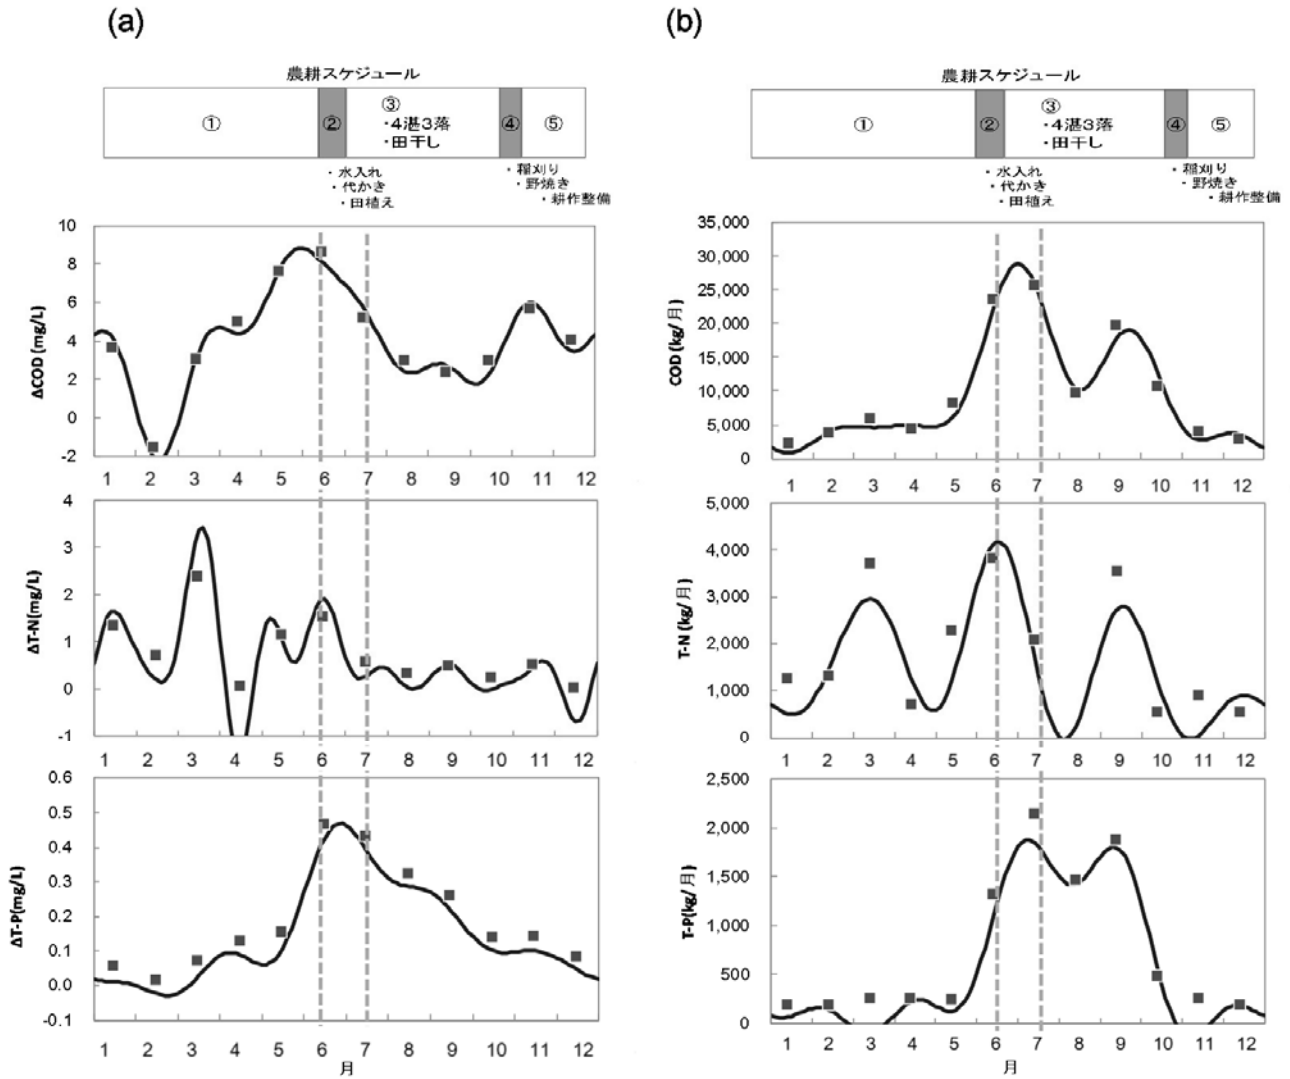 (a)
農耕スケジュール
①
②
③
・4湛3落
・田干し
④
⑤
・水入れ
・代かき
・田植え
・稲刈り
・野焼き
・耕作整備
ΔCOD (mg/L)
10
8
6
4
2
0
-2
1 2 3 4 5 6 7 8 9 10 11 12
ΔT-N(mg/L)
4
3
2
1
0
-1
1 2 3 4 5 6 7 8 9 10 11 12
ΔT-P(mg/L)
0.6
0.5
0.4
0.3
0.2
0.1
0.0
-0.1
1 2 3 4 5 6 7 8 9 10 11 12
月
(b)
農耕スケジュール
①
②
③
・4湛3落
・田干し
④
⑤
・水入れ
・代かき
・田植え
・稲刈り
・野焼き
・耕作整備
COD (kg/月)
35,000
30,000
25,000
20,000
15,000
10,000
5,000
0
1 2 3 4 5 6 7 8 9 10 11 12
T-N (kg/月)
5,000
4,000
3,000
2,000
1,000
0
1 2 3 4 5 6 7 8 9 10 11 12
T-P(kg/月)
2,500
2,000
1,500
1,000
500
0
1 2 3 4 5 6 7 8 9 10 11 12
月